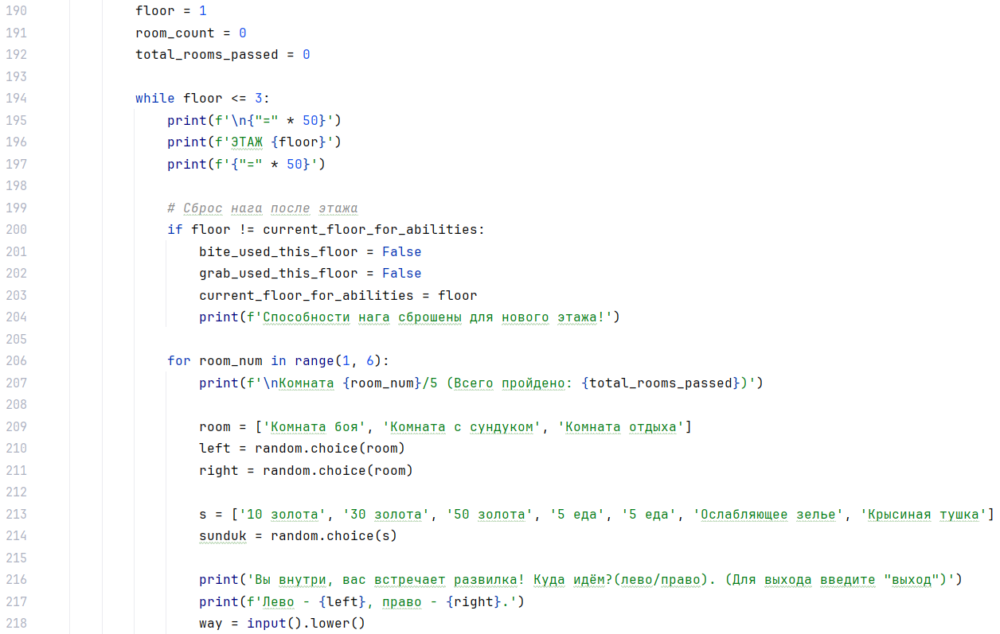 190 floor = 1
191 room_count = 0
192 total_rooms_passed = 0
193
194 while floor <= 3:
195 print(f'\n{"=" * 50}')
196 print(f'ЭТАЖ {floor}')
197 print(f'{"=" * 50}')
198
199 # Сброс нага после этажа
200 if floor != current_floor_for_abilities:
201 bite_used_this_floor = False
202 grab_used_this_floor = False
203 current_floor_for_abilities = floor
204 print(f'Способности нага сброшены для нового этажа!')
205
206 for room_num in range(1, 6):
207 print(f'\nКомната {room_num}/5 (Всего пройдено: {total_rooms_passed})')
208
209 room = ['Комната боя', 'Комната с сундуком', 'Комната отдыха']
210 left = random.choice(room)
211 right = random.choice(room)
212
213 s = ['10 золота', '30 золота', '50 золота', '5 еда', '5 еда', 'Ослабляющее зелье', 'Крысиная тушка']
214 sunduk = random.choice(s)
215
216 print('Вы внутри, вас встречает развилка! Куда идём?(лево/право). (Для выхода введите "выход")')
217 print(f'Лево - {left}, право - {right}.')
218 way = input().lower()